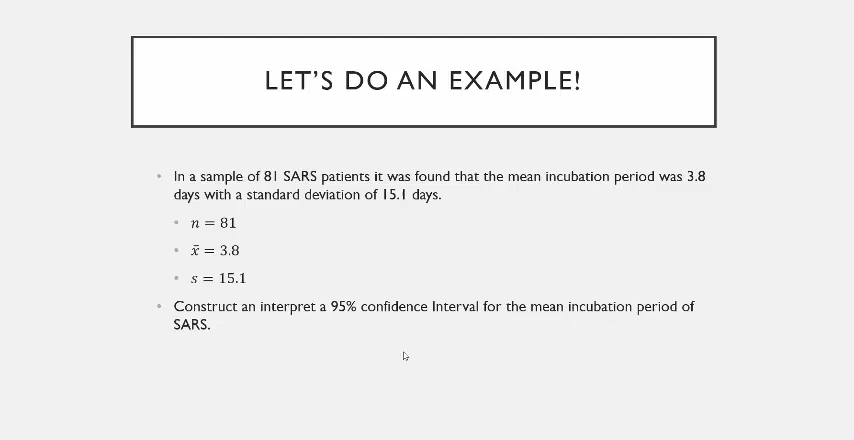 LET'S DO AN EXAMPLE!
• In a sample of 81 SARS patients it was found that the mean incubation period was 3.8
days with a standard deviation of 15.1 days.
• n = 81
• x̄ = 3.8
• s = 15.1
• Construct an interpret a 95% confidence Interval for the mean incubation period of
SARS.